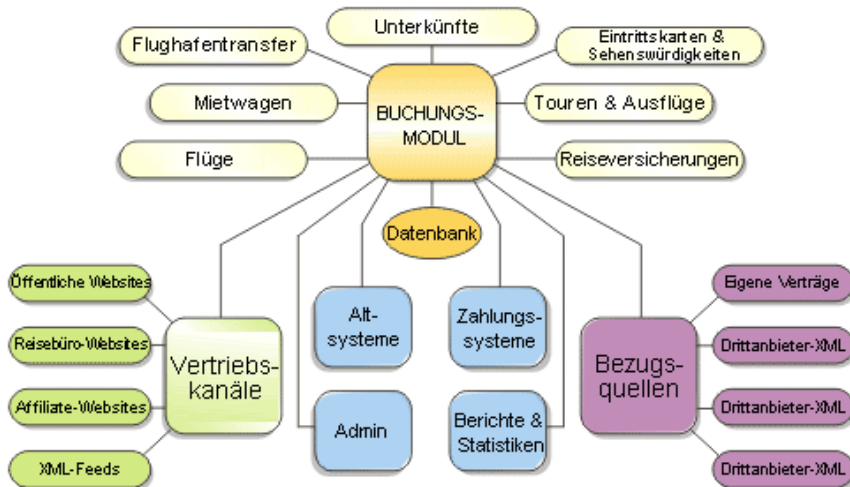 Unterkünfte
Flughafentransfer
Eintrittskarten &
Sehenswürdigkeiten
Mietwagen
BUCHUNGS-
MODUL
Touren & Ausflüge
Flüge
Reiseversicherungen
Datenbank
Öffentliche Websites
Reisebüro-Websites
Affiliate-Websites
XML-Feeds
Vertriebs-
kanäle
Alt-
systeme
Zahlungs-
systeme
Admin
Berichte &
Statistiken
Bezugs-
quellen
Eigene Verträge
Drittanbieter-XML
Drittanbieter-XML
Drittanbieter-XML